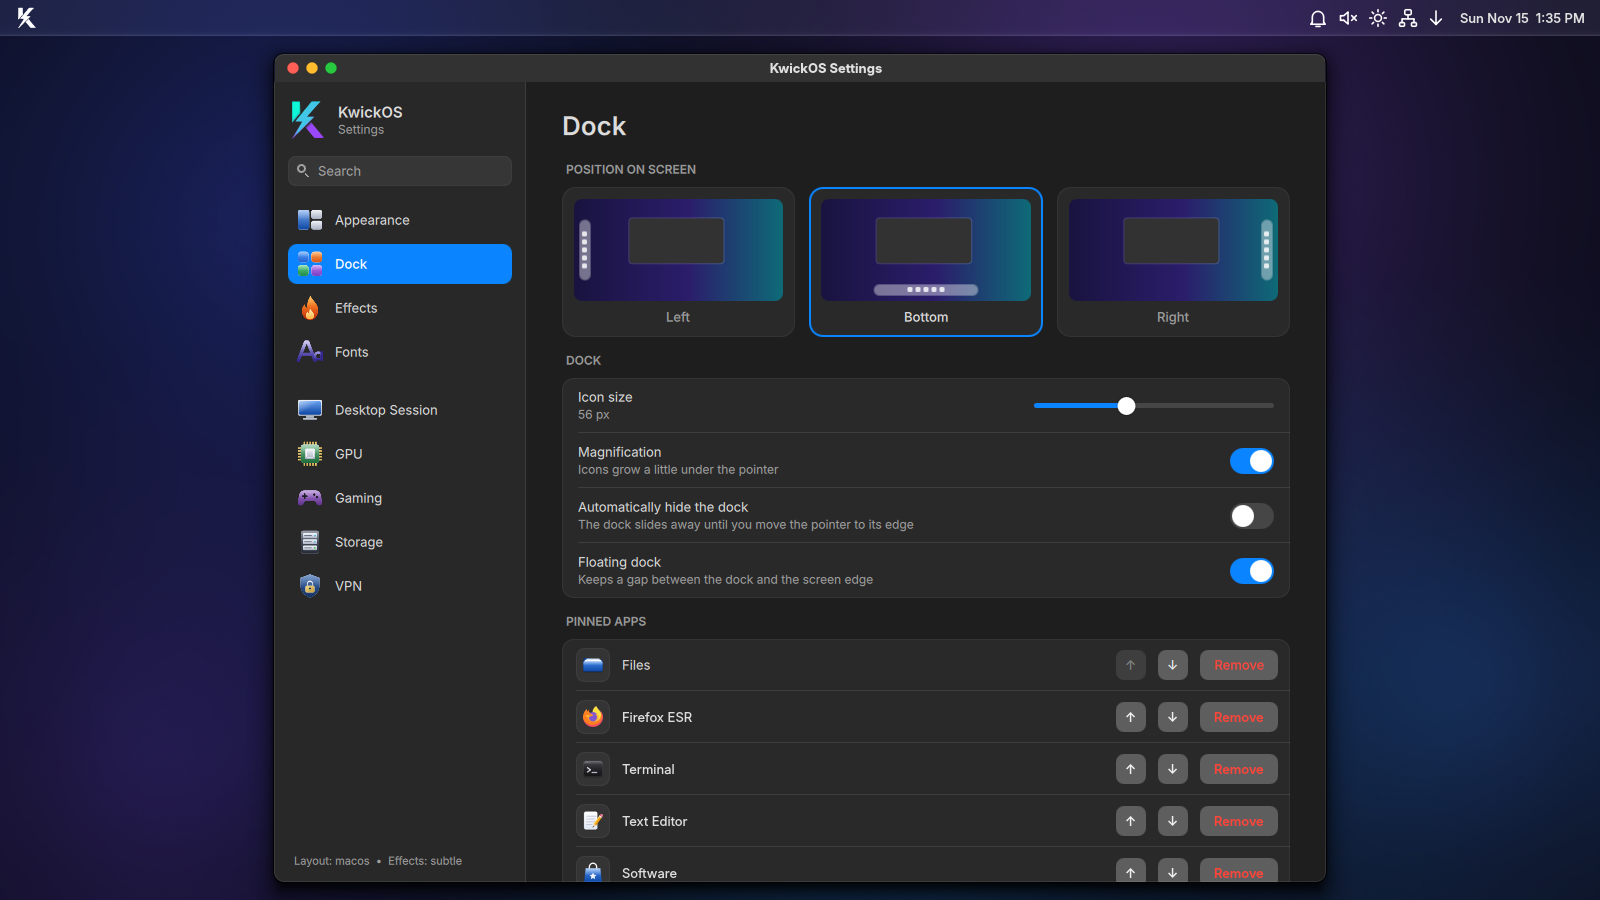 Sun Nov 15 1:35 PM
KwickOS Settings
KwickOS
Settings
Search
Appearance
Dock
Effects
Fonts
Desktop Session
GPU
Gaming
Storage
VPN
Layout: macos • Effects: subtle
Dock
POSITION ON SCREEN
Left
Bottom
Right
DOCK
Icon size
56 px
Magnification
Icons grow a little under the pointer
Automatically hide the dock
The dock slides away until you move the pointer to its edge
Floating dock
Keeps a gap between the dock and the screen edge
PINNED APPS
Files
Remove
Firefox ESR
Remove
Terminal
Remove
Text Editor
Remove
Software
Remove